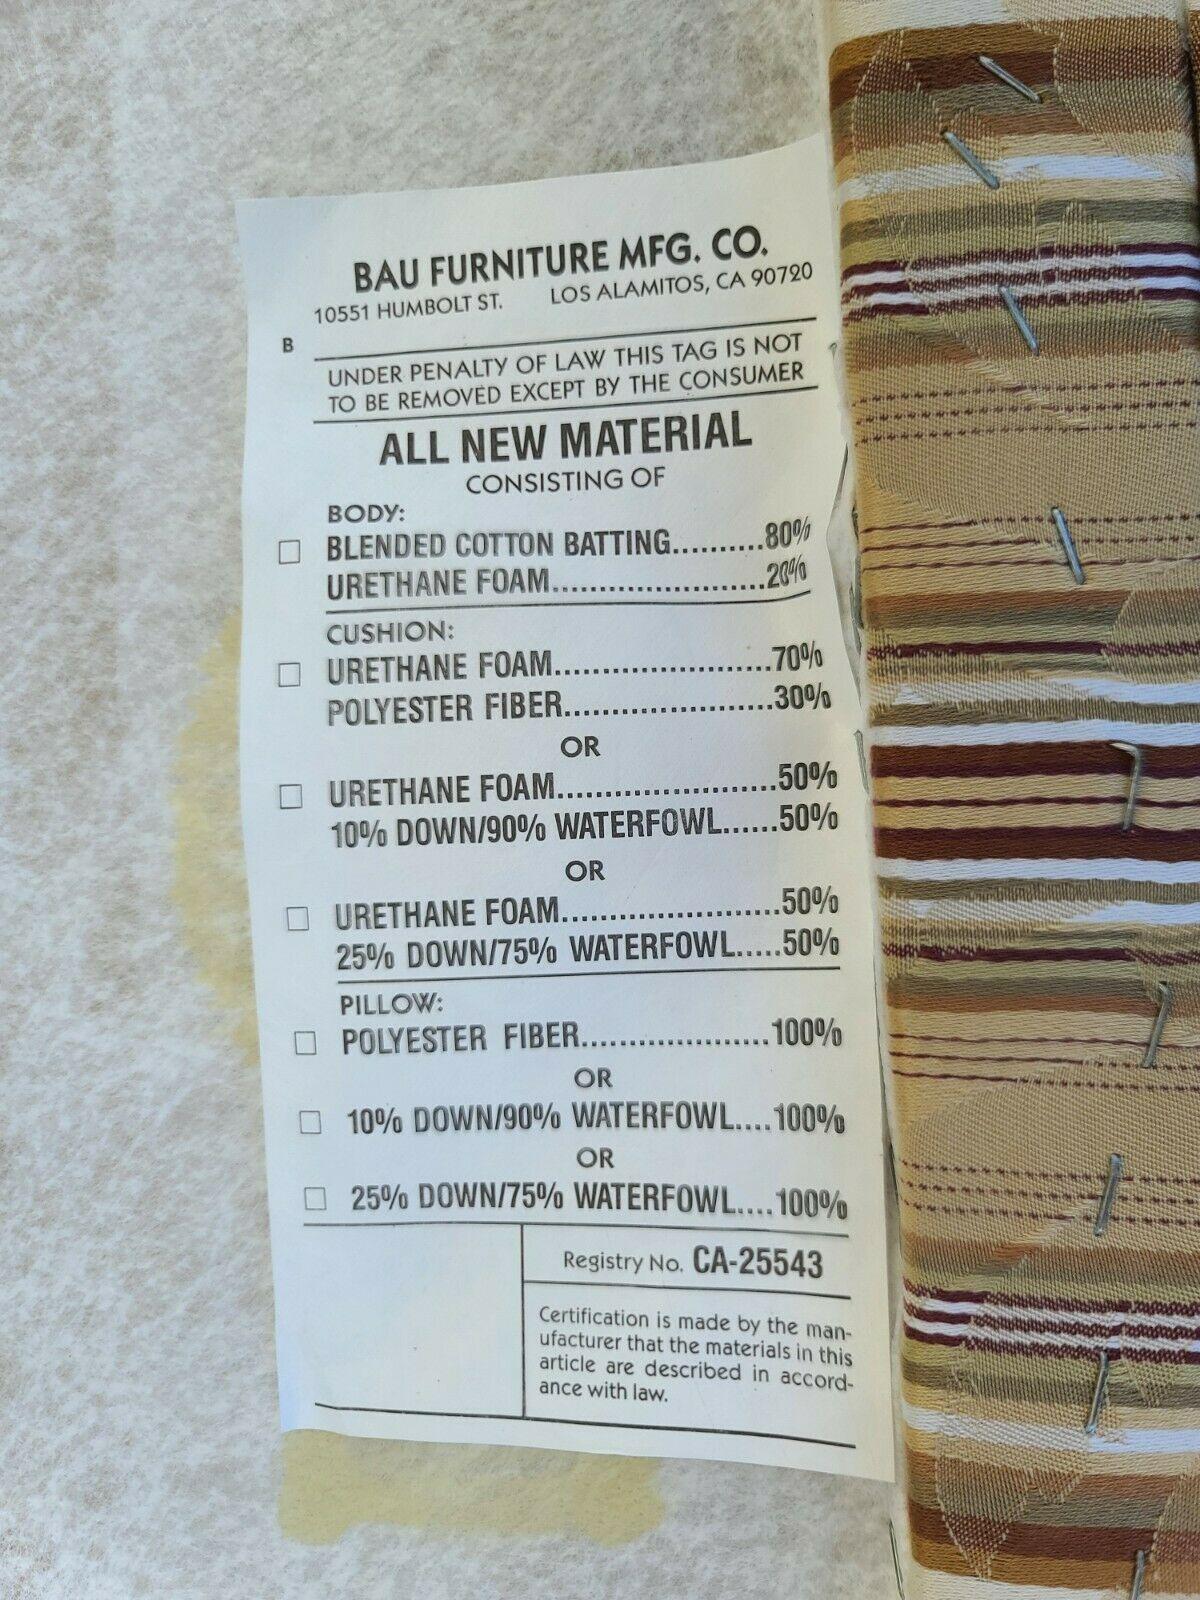 BAU FURNITURE MFG. CO.
10551 HUMBOLT ST. LOS ALAMITOS, CA 90720
B
UNDER PENALTY OF LAW THIS TAG IS NOT
TO BE REMOVED EXCEPT BY THE CONSUMER
ALL NEW MATERIAL
CONSISTING OF
BODY:
☐ BLENDED COTTON BATTING..........80%
URETHANE FOAM.......................20%
CUSHION:
☐ URETHANE FOAM.......................70%
POLYESTER FIBER.......................30%
OR
☐ URETHANE FOAM........................50%
10% DOWN/90% WATERFOWL......50%
OR
☐ URETHANE FOAM........................50%
25% DOWN/75% WATERFOWL.....50%
PILLOW:
☐ POLYESTER FIBER....................100%
OR
☐ 10% DOWN/90% WATERFOWL....100%
OR
☐ 25% DOWN/75% WATERFOWL....100%
Registry No. CA-25543
Certification is made by the man-
ufacturer that the materials in this
article are described in accord-
ance with law.